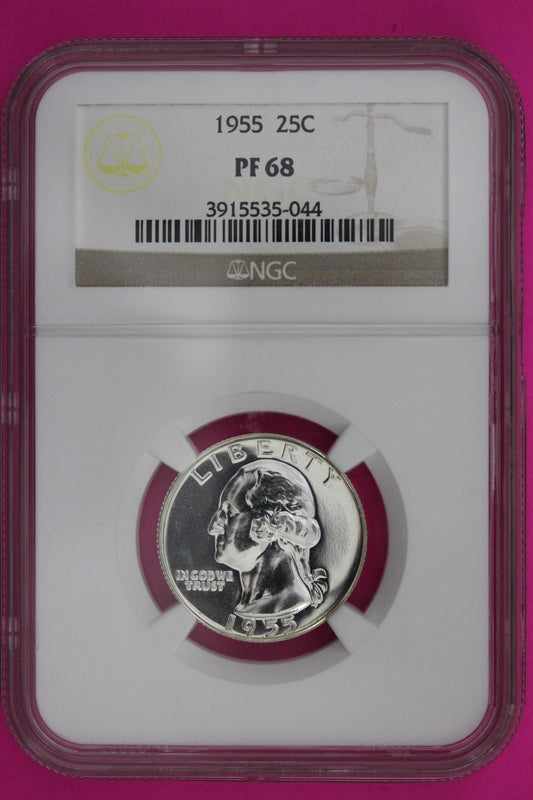 1955 25C
PF 68
3915535-044
NGC
LIBERTY
IN GOD WE
TRUST
1955